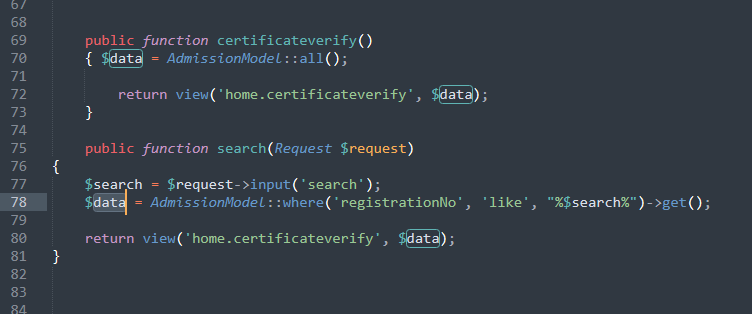 67
68
69 public function certificateverify()
70 { $data = AdmissionModel::all();
71
72 return view('home.certificateverify', $data);
73 }
74
75 public function search(Request $request)
76 {
77 $search = $request->input('search');
78 $data = AdmissionModel::where('registrationNo', 'like', "%$search%")->get();
79
80 return view('home.certificateverify', $data);
81 }
82
83
84